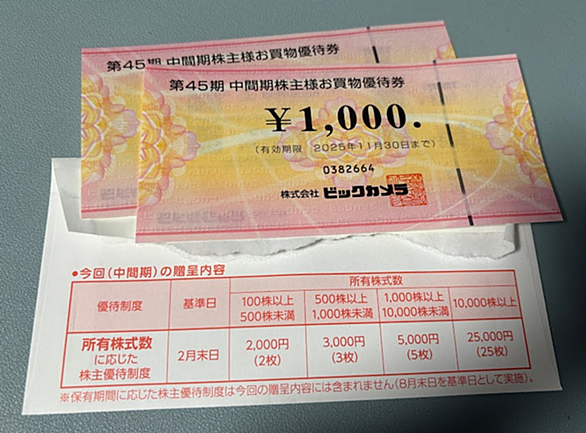 第45期 中間期株主様お買物優待券
第45期 中間期株主様お買物優待券
¥1,000.
(有効期限 2025年11月30日まで)
0382664
株式会社 ビックカメラ
●今回(中間期)の贈呈内容
優待制度 基準日 所有株式数
100株以上 500株以上 1,000株以上 10,000株以上
500株未満 1,000株未満 10,000株未満
所有株式数 に応じた 株主優待制度 2月末日 2,000円 3,000円 5,000円 25,000円
(2枚) (3枚) (5枚) (25枚)
※保有期間に応じた株主優待制度は今回の贈呈内容には含まれません(8月末日を基準日として実施)。